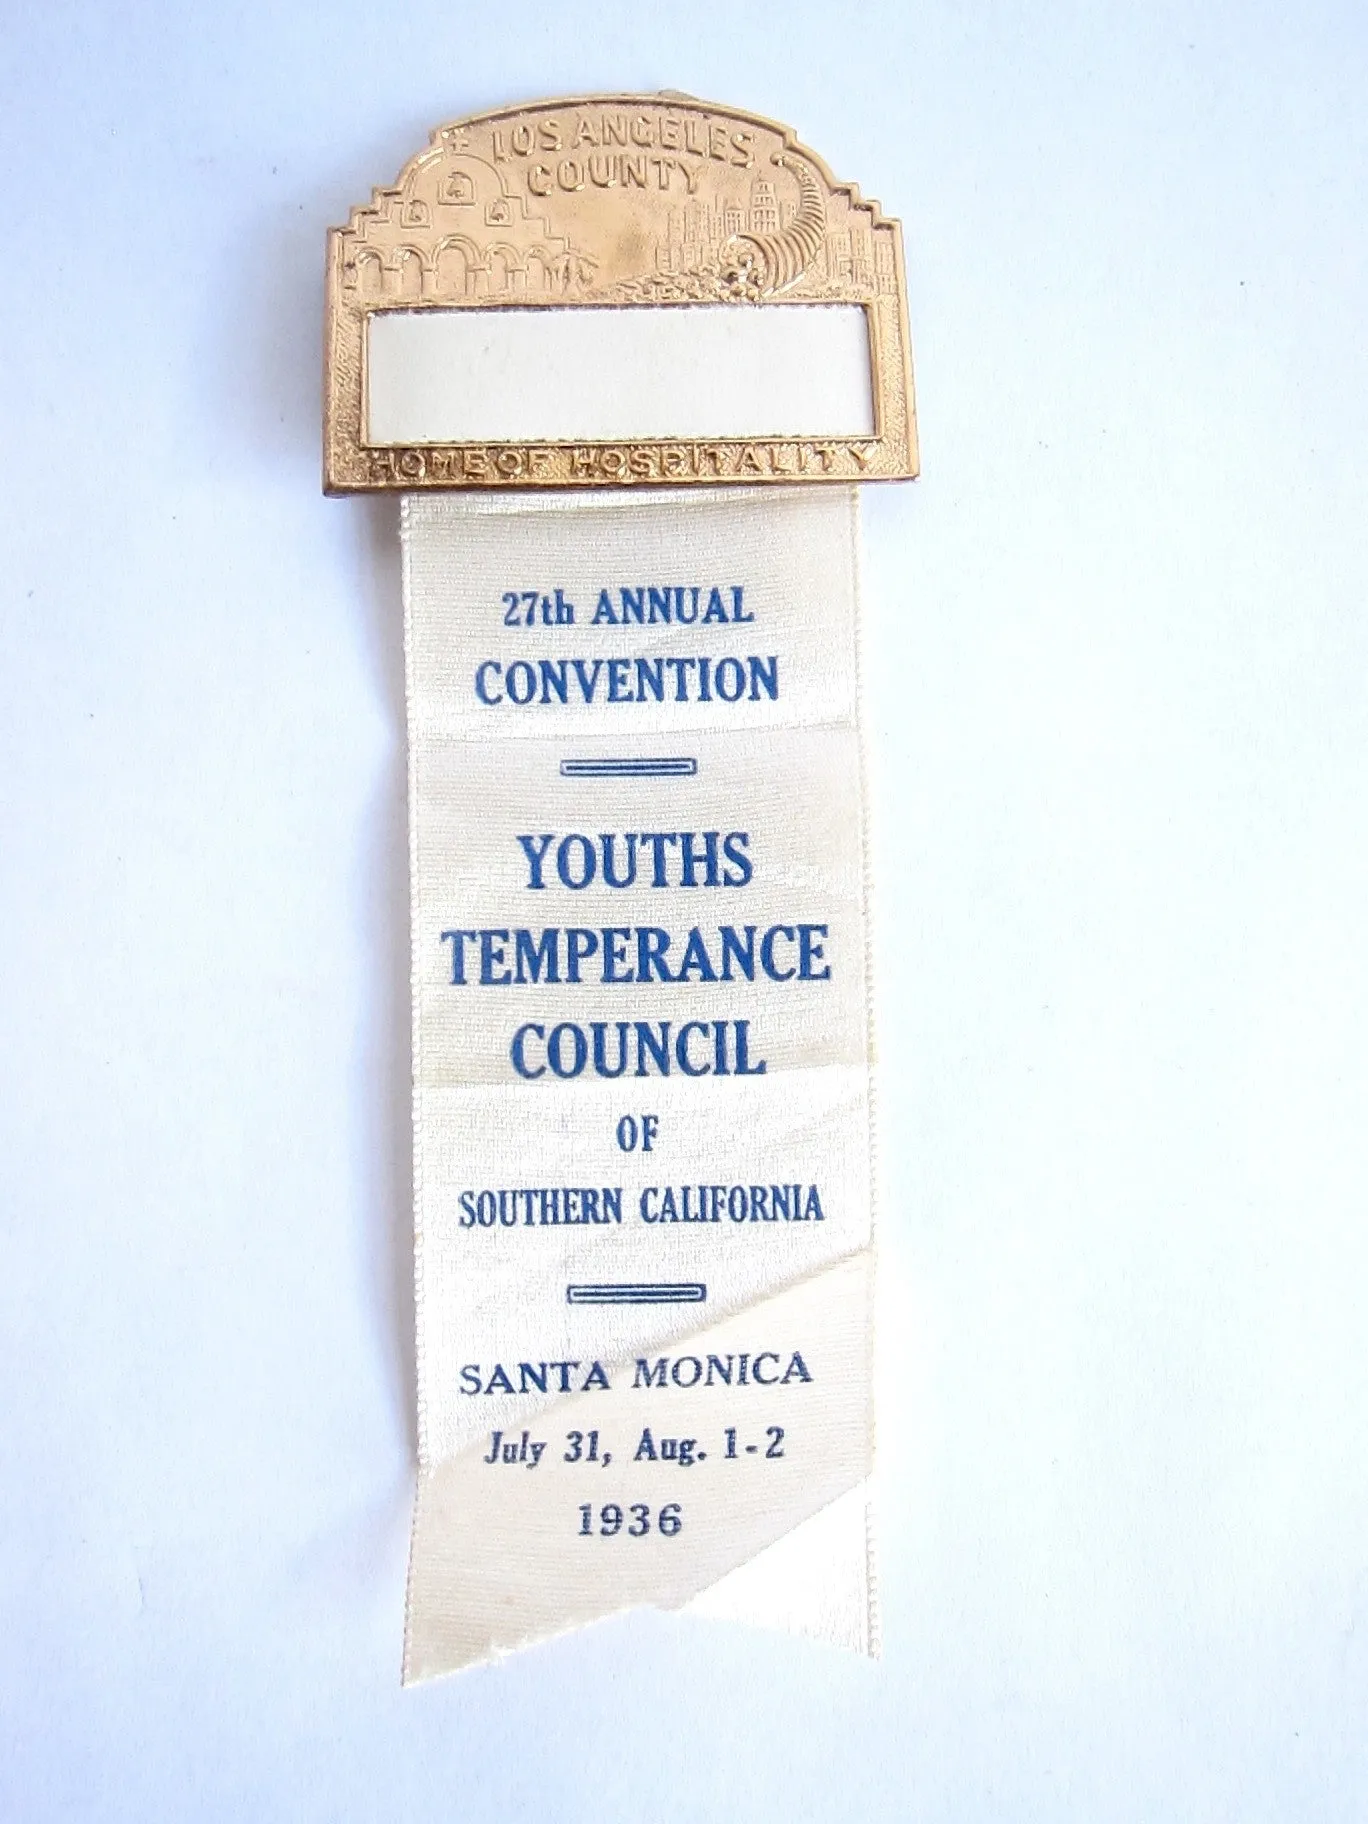 LOS ANGELES
COUNTY
HOME OF HOSPITALITY
27th ANNUAL
CONVENTION
YOUTHS
TEMPERANCE
COUNCIL
OF
SOUTHERN CALIFORNIA
SANTA MONICA
July 31, Aug. 1-2
1936